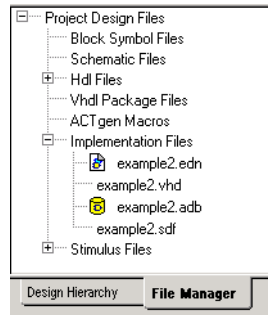 Project Design Files
Block Symbol Files
Schematic Files
Hdl Files
Vhdl Package Files
ACTgen Macros
Implementation Files
example2.edn
example2.vhd
example2.adb
example2.sdf
Stimulus Files
Design Hierarchy File Manager